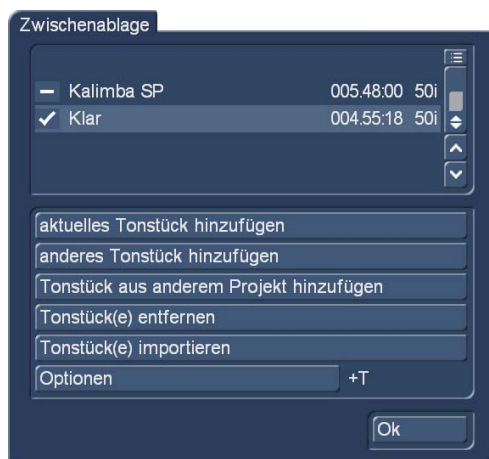 Zwischenablage
Kalimba SP 005.48:00 50i
Klar 004.55:18 50i
aktuelles Tonstück hinzufügen
anderes Tonstück hinzufügen
Tonstück aus anderem Projekt hinzufügen
Tonstück(e) entfernen
Tonstück(e) importieren
Optionen +T
Ok